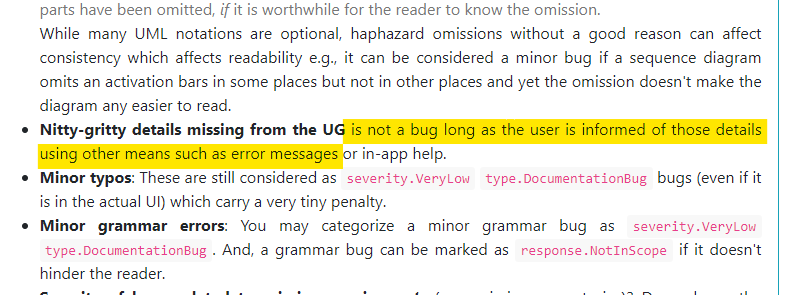 parts have been omitted, if it is worthwhile for the reader to know the omission.
While many UML notations are optional, haphazard omissions without a good reason can affect
consistency which affects readability e.g., it can be considered a minor bug if a sequence diagram
omits an activation bars in some places but not in other places and yet the omission doesn't make the
diagram any easier to read.
• Nitty-gritty details missing from the UG is not a bug long as the user is informed of those details
using other means such as error messages or in-app help.
• Minor typos: These are still considered as severity.VeryLow type.DocumentationBug bugs (even if it
is in the actual UI) which carry a very tiny penalty.
• Minor grammar errors: You may categorize a minor grammar bug as severity.VeryLow
type.DocumentationBug. And, a grammar bug can be marked as response.NotInScope if it doesn't
hinder the reader.